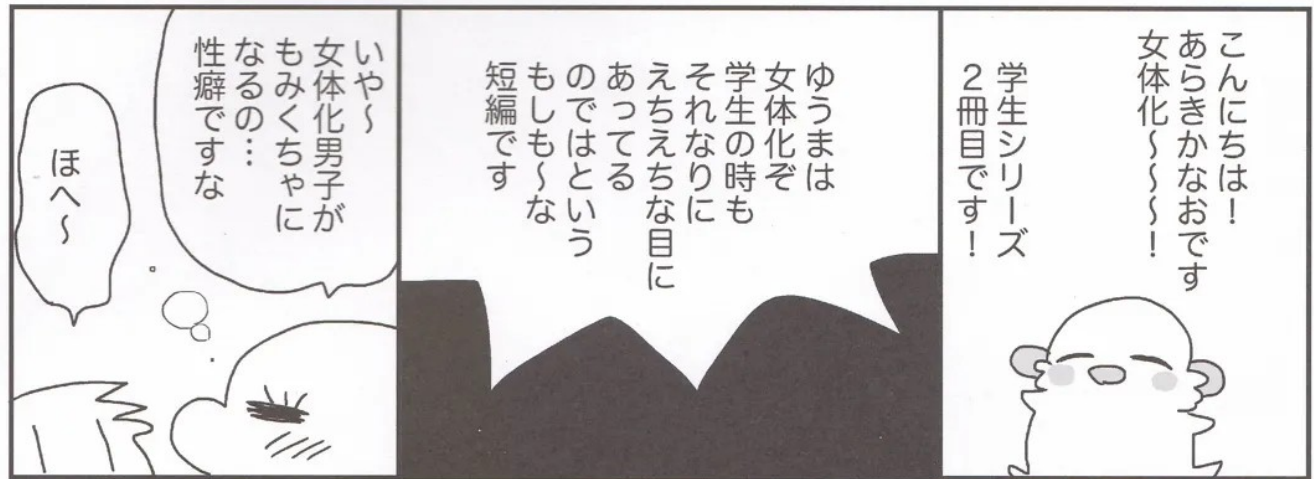 こんにちは！
あらきかなおです
女体化～～～！
学生シリーズ
２冊目です！
ゆうまは
女体化ぞ
学生の時も
それなりに
えちえちな目に
あってる
のではという
もしも～な
短編です
いや～
女体化男子が
もみくちゃに
なるの…
性癖ですな
ほへ～